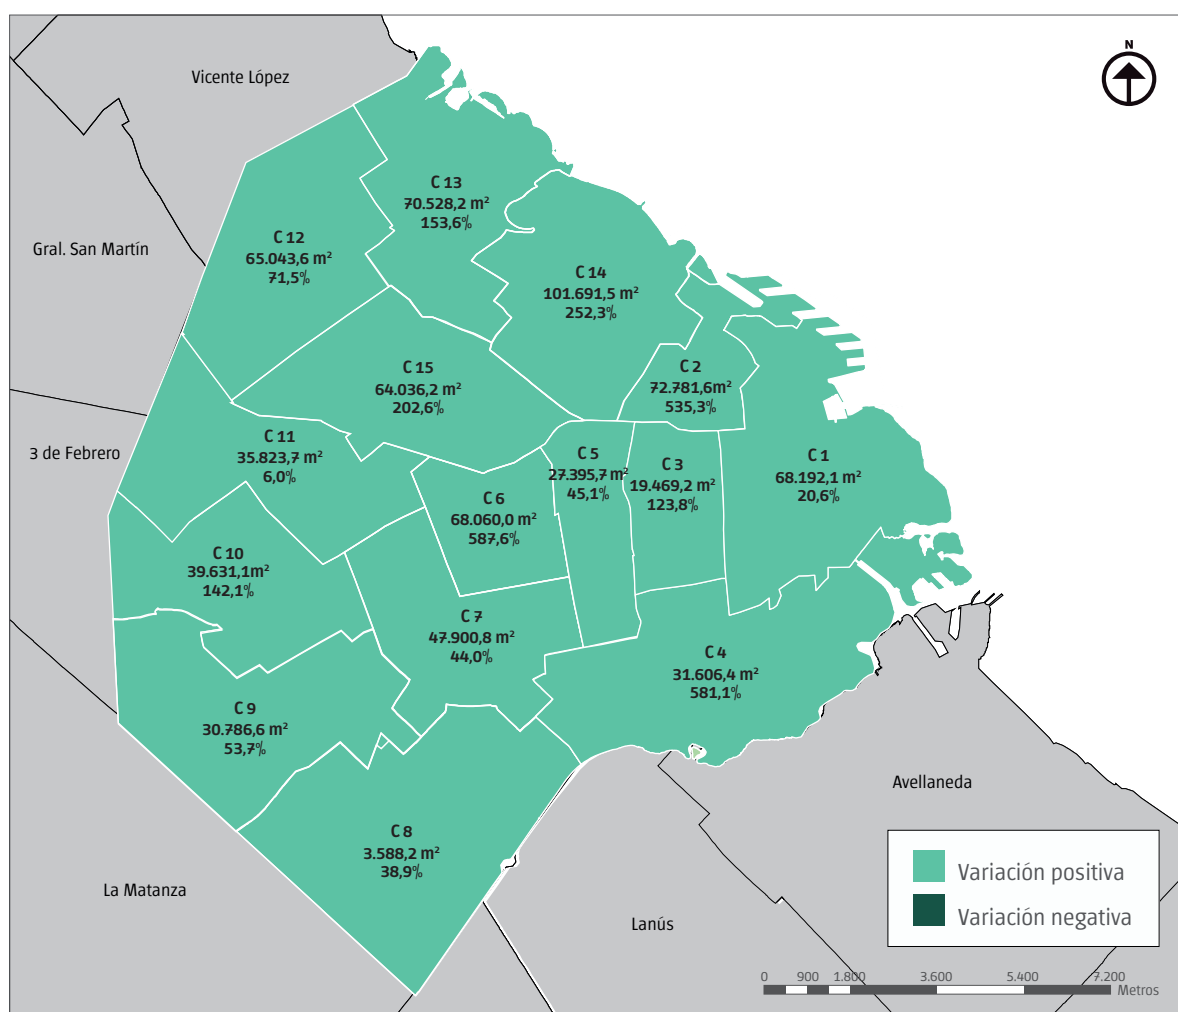 N
Vicente López
C 13
70.528,2 m²
153,6%
C 12
65.043,6 m²
71,5%
Gral. San Martín
C 14
101.691,5 m²
252,3%
C 15
64.036,2 m²
202,6%
C 2
72.781,6m²
535,3%
3 de Febrero
C 11
35.823,7 m²
6,0%
C 5
27.395,7 m²
45,1%
C 3
19.469,2 m²
123,8%
C 1
68.192,1 m²
20,6%
C 6
68.060,0 m²
587,6%
C 10
39.631,1m²
142,1%
C 7
47.900,8 m²
44,0%
C 4
31.606,4 m²
581,1%
C 9
30.786,6 m²
53,7%
C 8
3.588,2 m²
38,9%
Avellaneda
La Matanza
Lanús
Variación positiva
Variación negativa
0 900 1.800 3.600 5.400 7.200
Metros